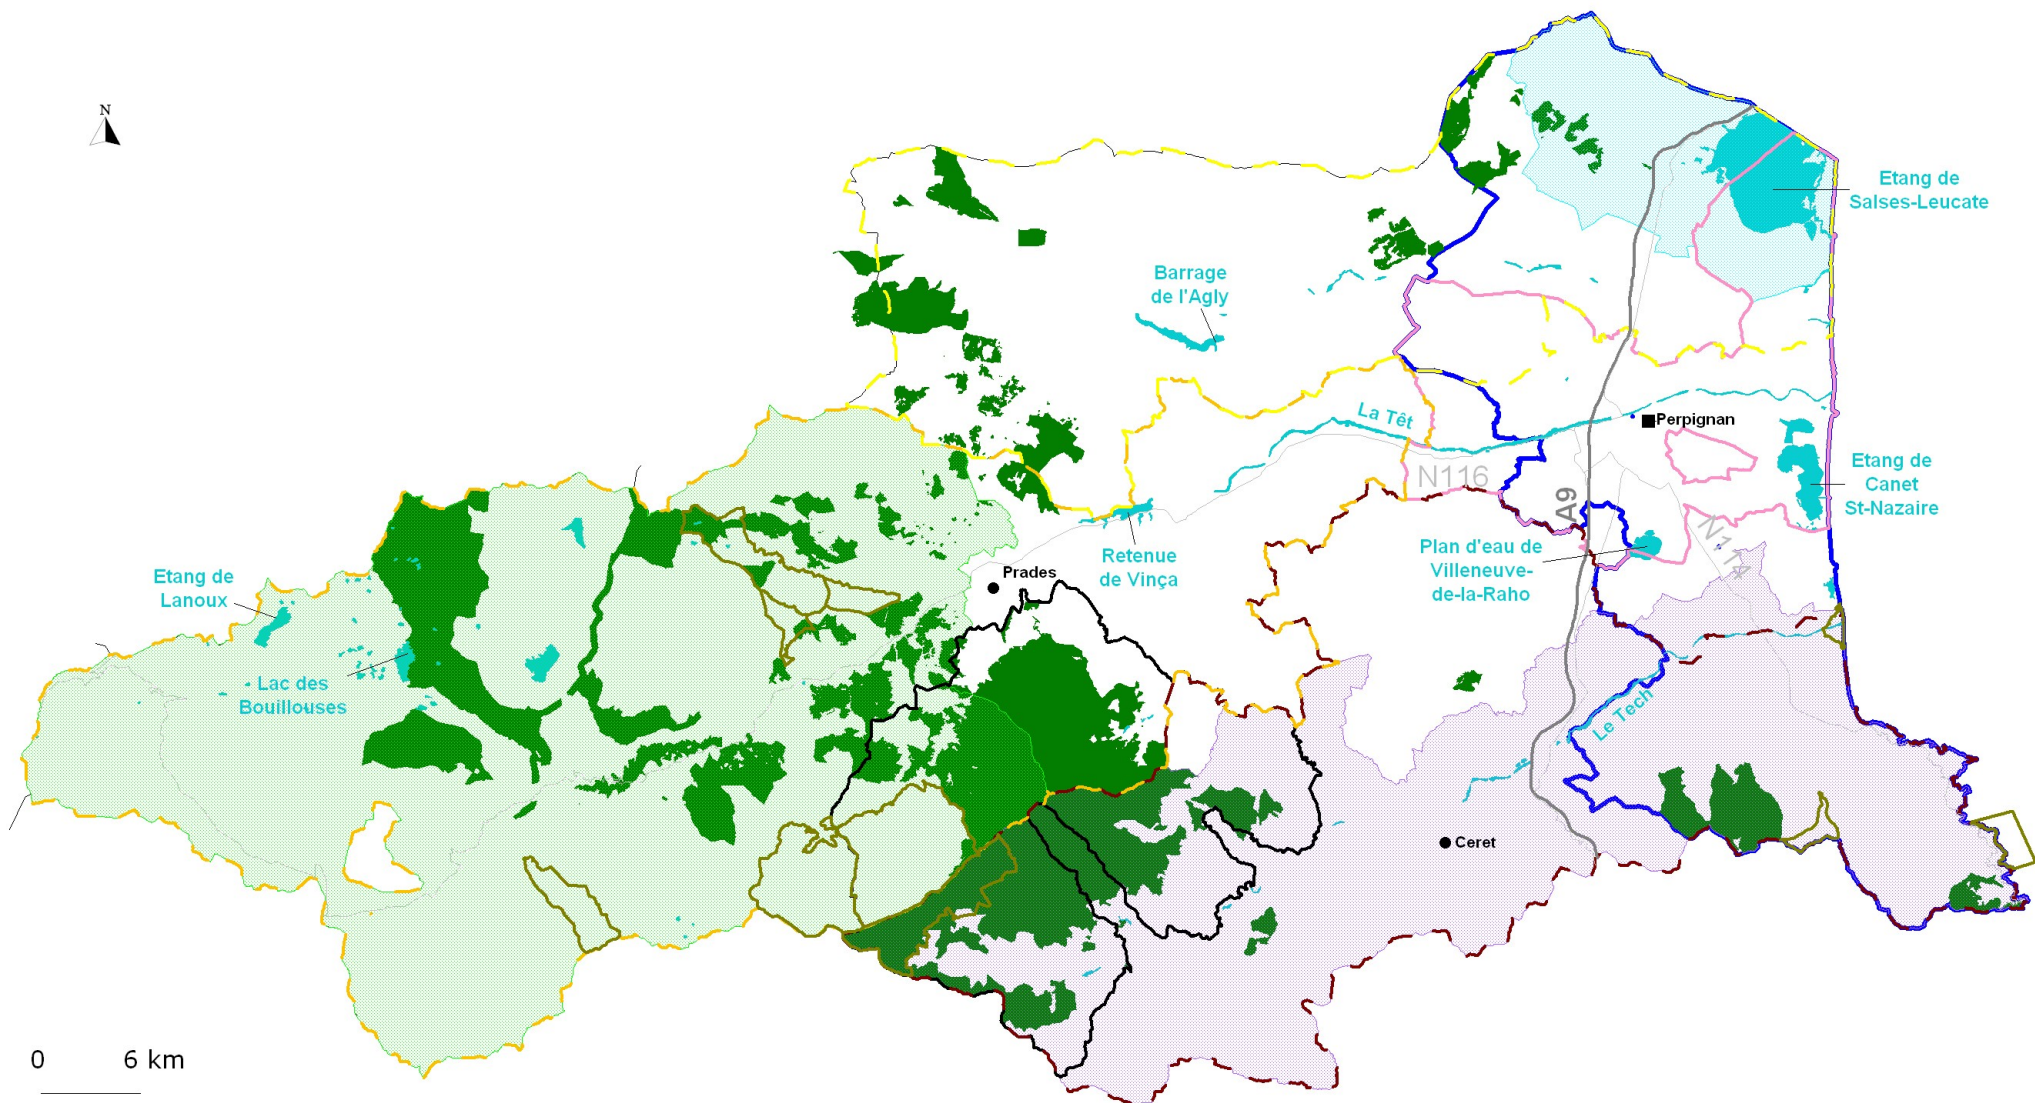 N
Etang de
Salses-Leucate
Barrage
de l'Agly
La Têt
Perpignan
N116
A9
Etang de
Canet
St-Nazaire
N114
Plan d'eau de
Villeneuve-
de-la-Raho
Retenue
de Vinça
Prades
Etang de
Lanoux
Lac des
Bouillouses
Le Tech
Ceret
0 6 km